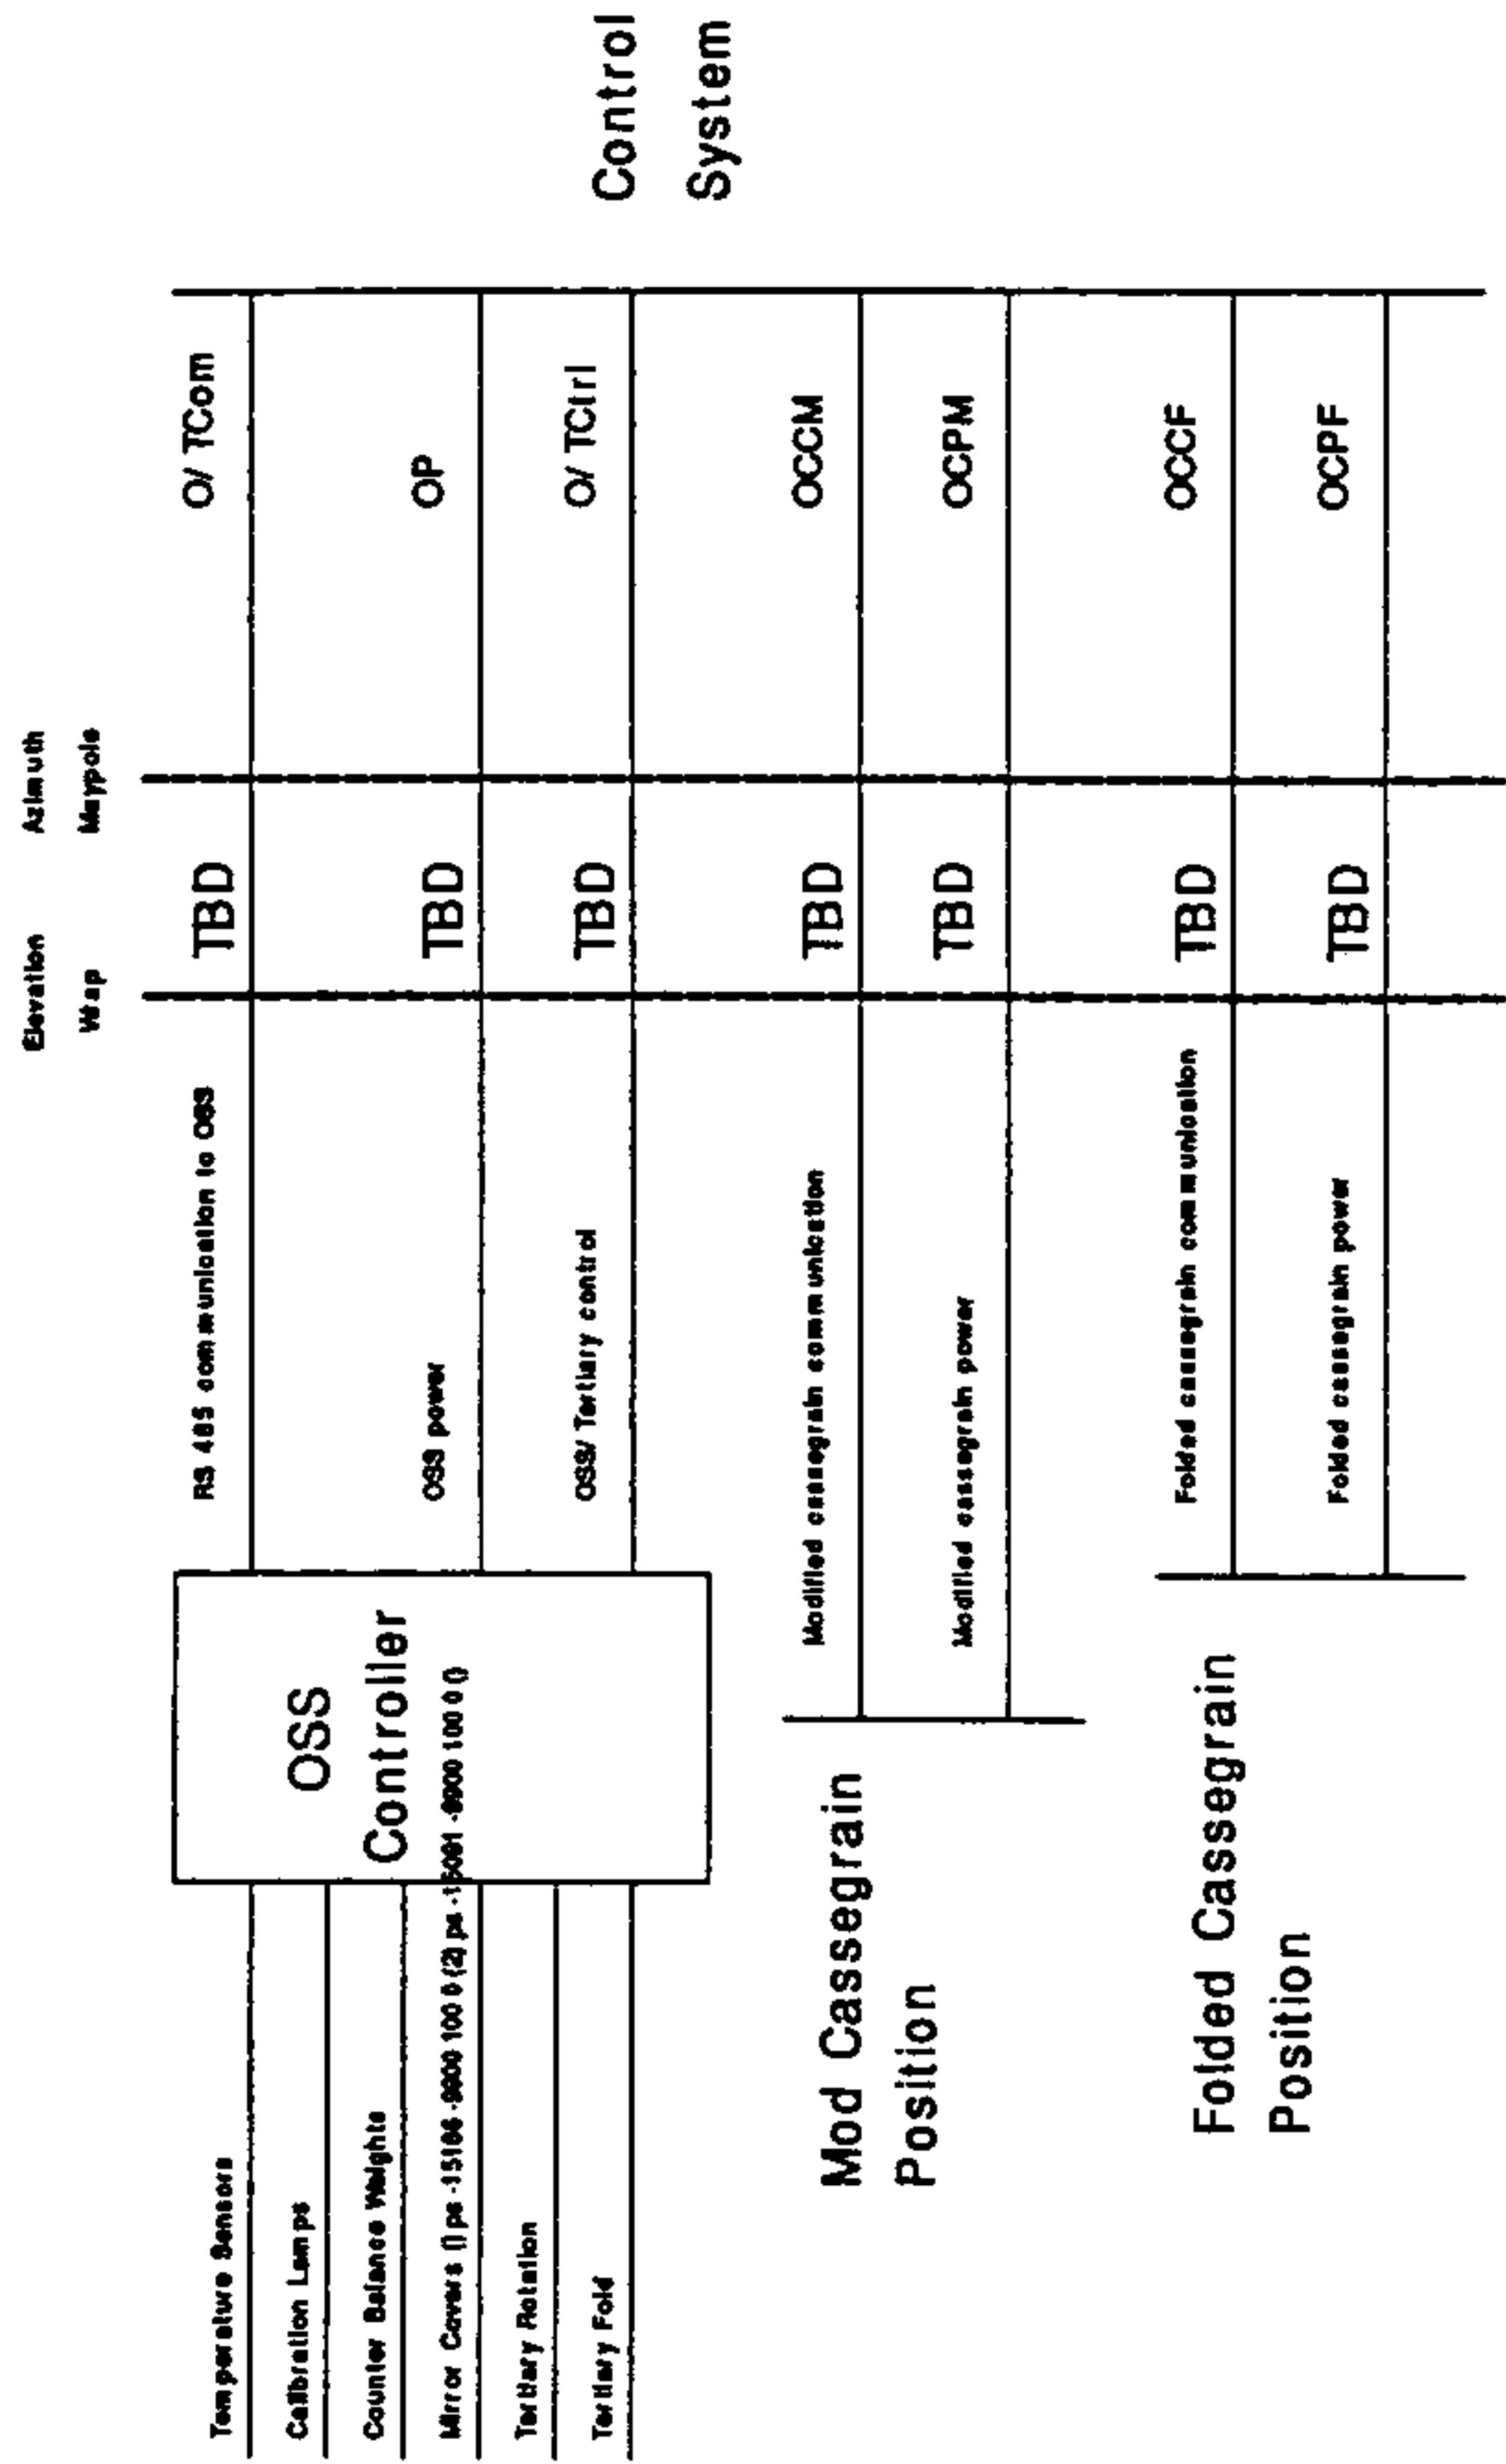 Elevation
Wrap
Azimuth
Maypole
Control
System
RS 485 communication to OSS
TBD
O/ TCom
OSS power
TBD
OP
OSS/ Tertiary control
TBD
O/ TCtrl
Modified cassegrain communication
TBD
OCCM
Modified cassegrain power
TBD
OCPM
Folded cassegrain communication
TBD
OCCF
Folded cassegrain power
TBD
OCPF
OSS
Controller
Temperature Sensors
Calibration Lamps
Counter Balance Weights
Mirror Covers
Tertiary Rotation
Tertiary Fold
Mod Cassegrain
Position
Folded Cassegrain
Position